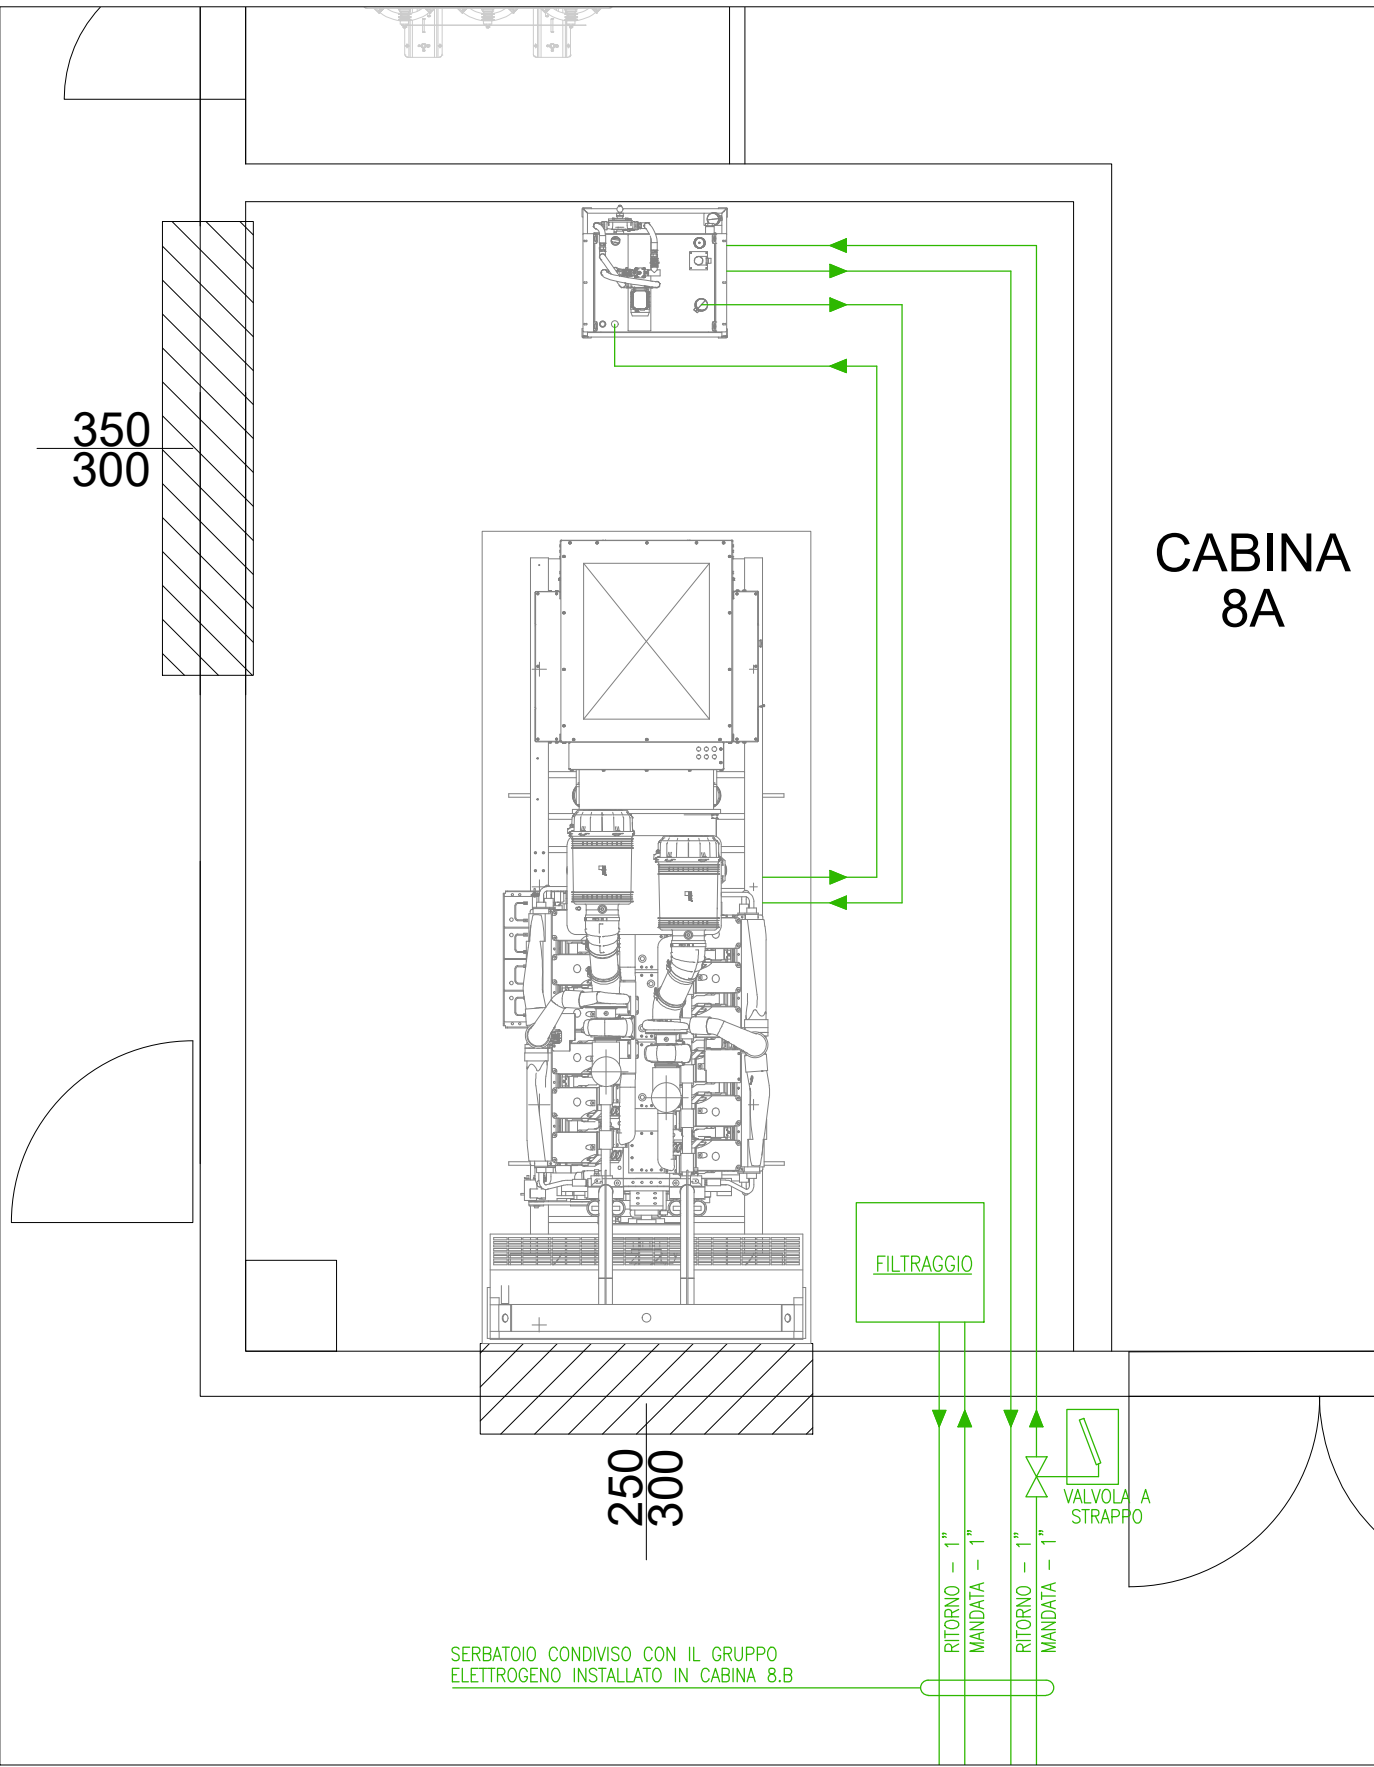 350
300
CABINA
8A
FILTRAGGIO
250
300
VALVOLA A
STRAPPO
RITORNO - 1"
MANDATA - 1"
RITORNO - 1"
MANDATA - 1"
SERBATOIO CONDIVISO CON IL GRUPPO
ELETTROGENO INSTALLATO IN CABINA 8.B